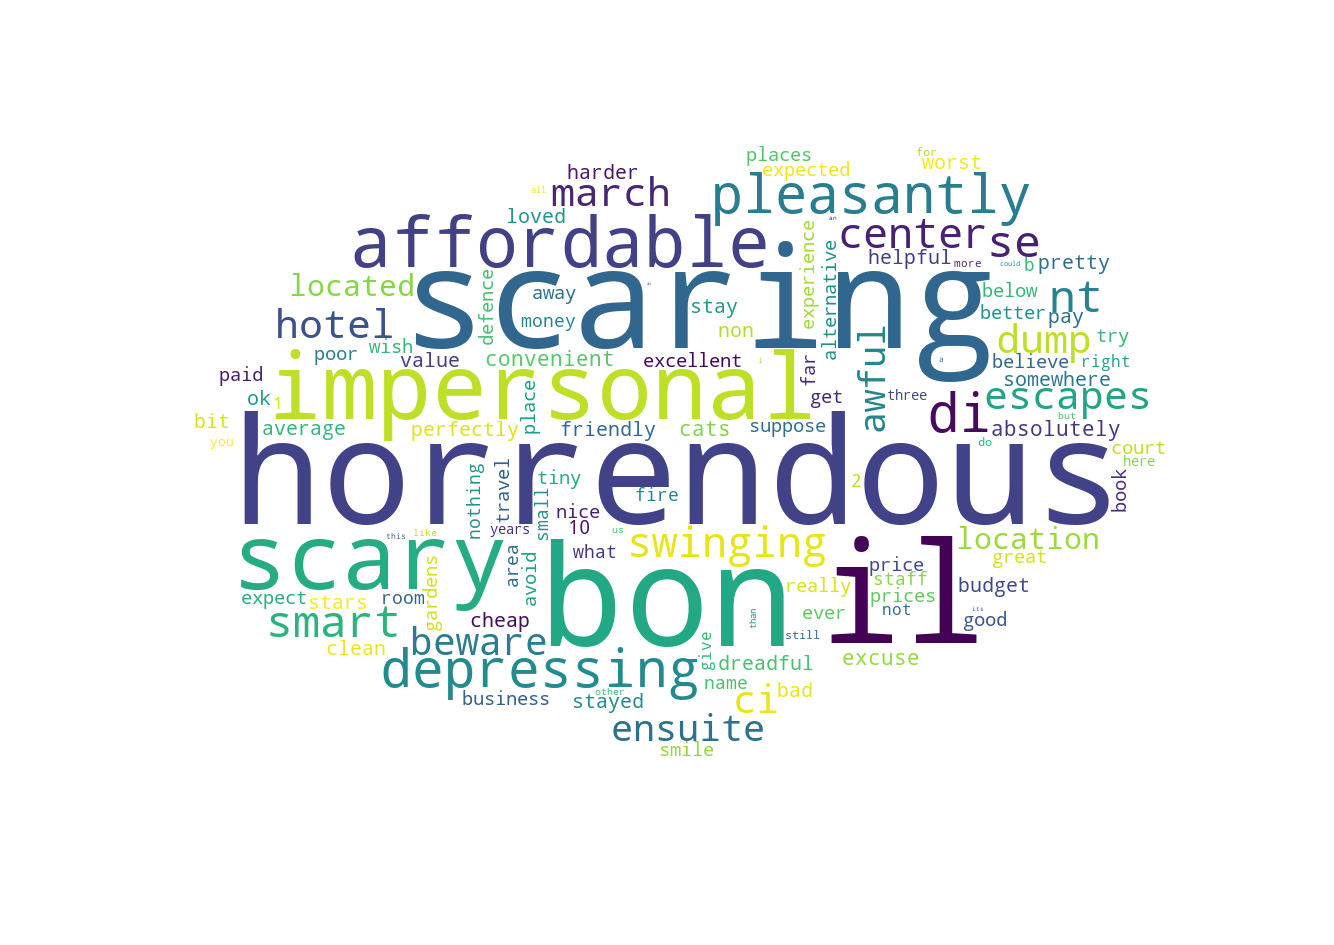 for
places
worst
expected
harder
all
march
pleasantly
loved
an
affordable
center
se
helpful
more
could
b
pretty
scaring
experience
alternative
located
defence
away
at
stay
below
nt
hotel
money
non
better
pay
wish
dump
try
poor
value
convenient
excellent
i
far
awful
a
believe
right
paid
impersonal
somewhere
ok
1
place
get
three
di
escapes
bit
but
average
perfectly
friendly
cats
suppose
absolutely
you
do
court
here
horrendous
nothing
travel
tiny
2
book
small
fire
nice
years
10
us
this
like
scary
what
swinging
il
location
area
bon
price
great
avoid
gardens
really
staff
budget
expect
stars
room
prices
smart
cheap
than
ever
not
its
good
clean
beware
give
still
depressing
dreadful
excuse
name
ci
bad
business
other
stayed
ensuite
smile